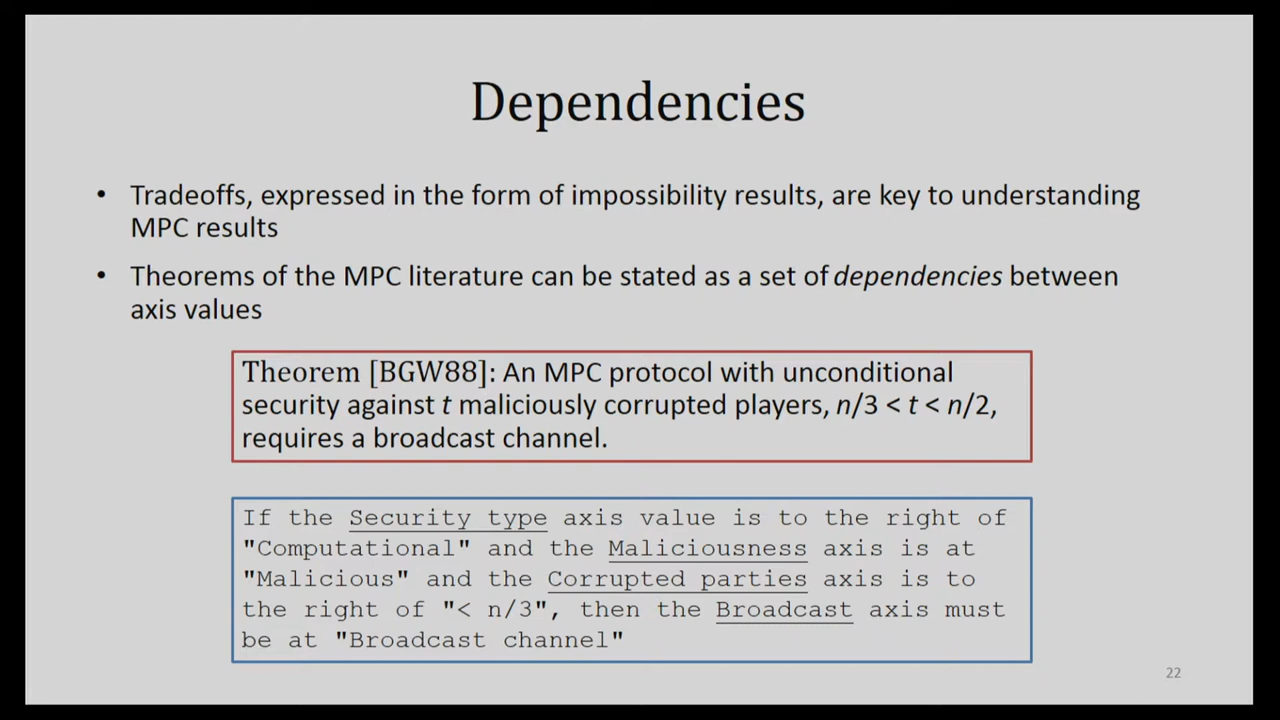 Dependencies
• Tradeoffs, expressed in the form of impossibility results, are key to understanding
MPC results
• Theorems of the MPC literature can be stated as a set of dependencies between
axis values
Theorem [BGW88]: An MPC protocol with unconditional
security against t maliciously corrupted players, n/3 < t < n/2,
requires a broadcast channel.
If the Security type axis value is to the right of
"Computational" and the Maliciousness axis is at
"Malicious" and the Corrupted parties axis is to
the right of "< n/3", then the Broadcast axis must
be at "Broadcast channel"
22